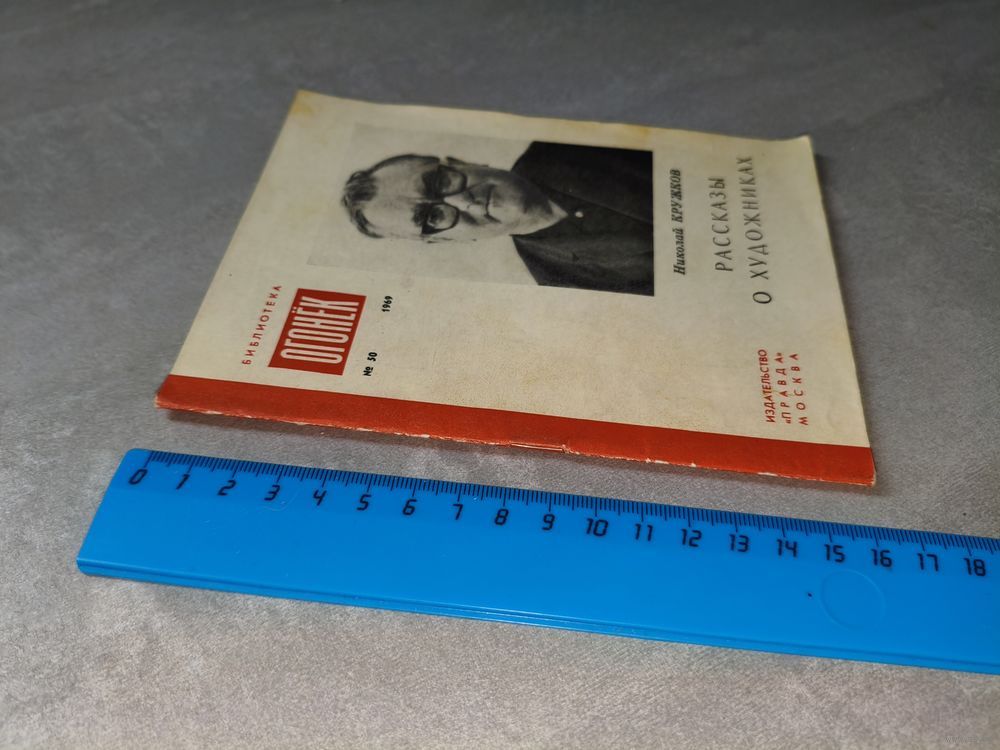 БИБЛИОТЕКА
ОГОНЁК
№ 50 1969
Николай КРУЖКОВ
РАССКАЗЫ
О ХУДОЖНИКАХ
ИЗДАТЕЛЬСТВО
«ПРАВДА»
МОСКВА
0 1 2 3 4 5 6 7 8 9 10 11 12 13 14 15 16 17 18